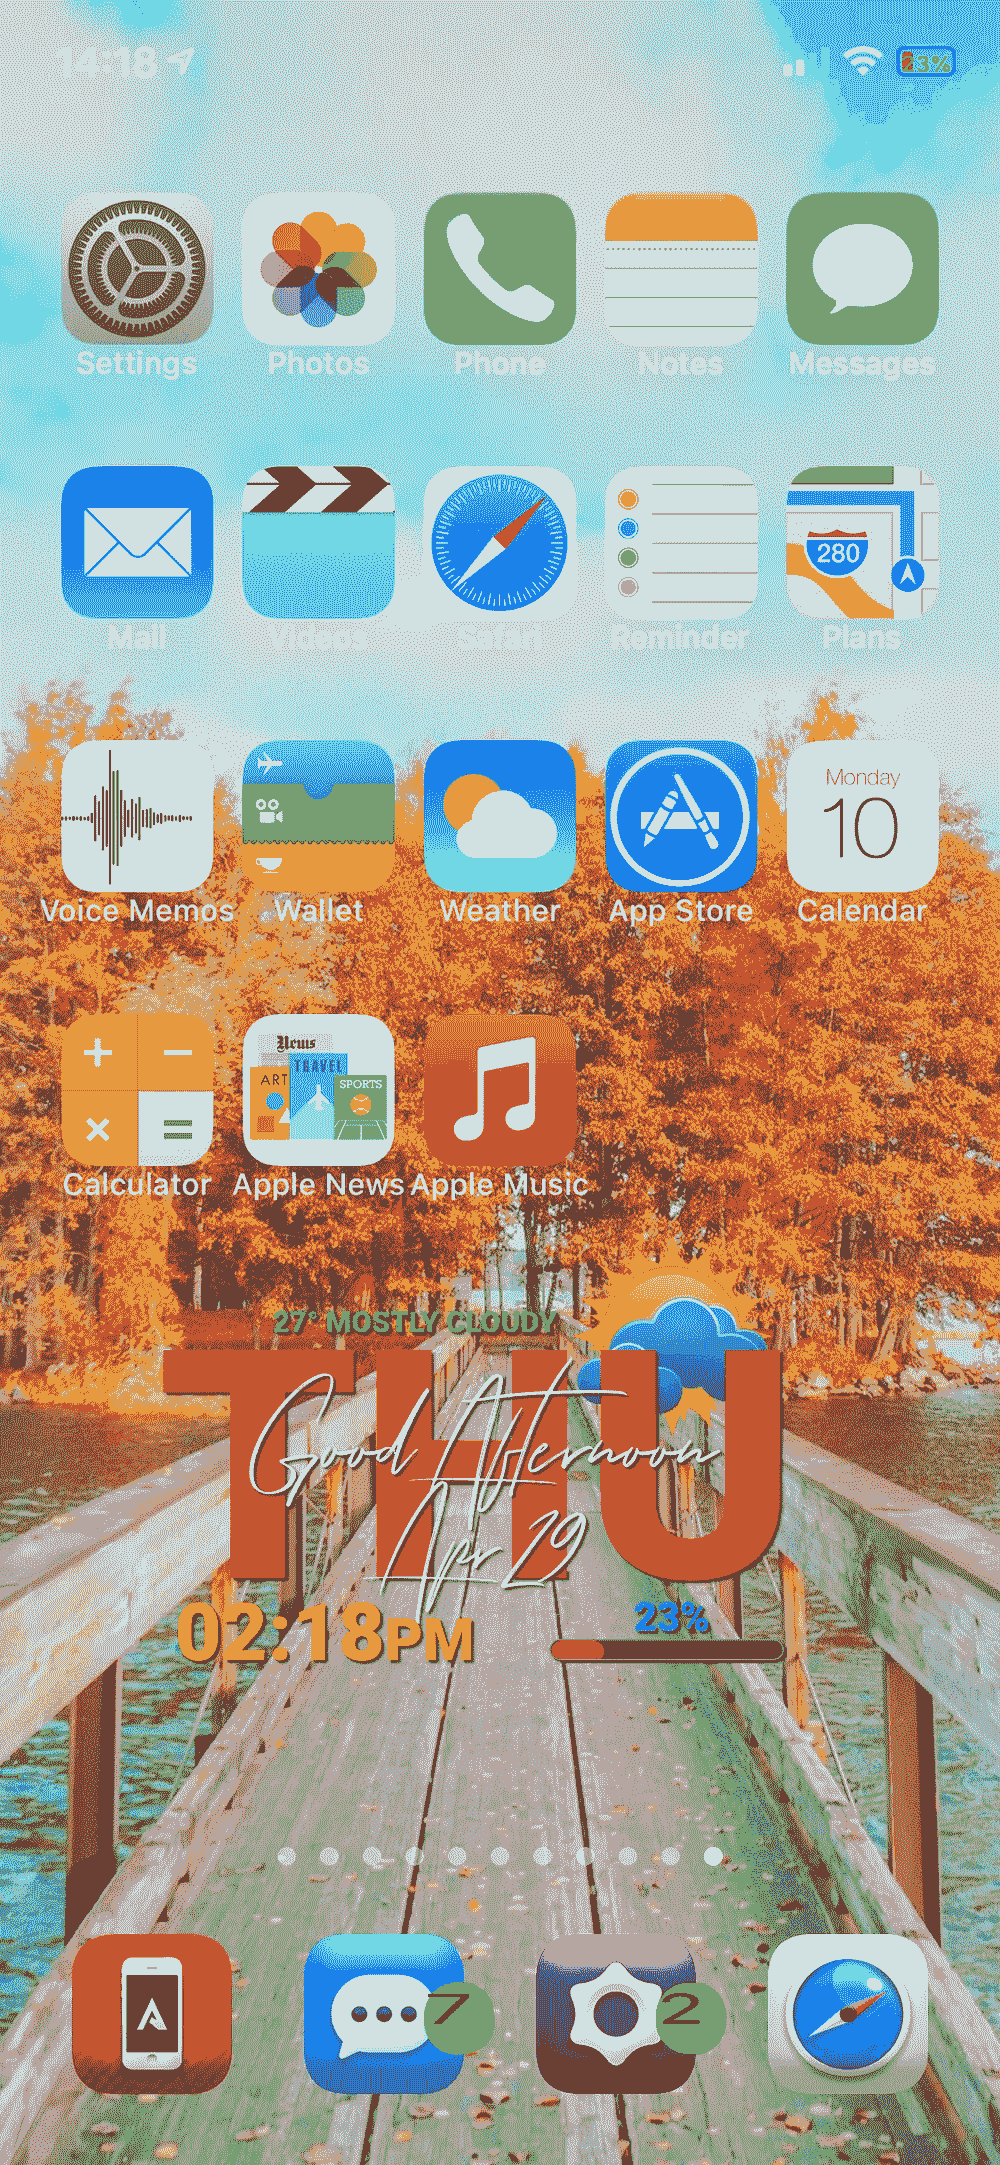 14:18
23%
Settings Photos Phone Notes Messages
280
Mail Videos Safari Reminder Plans
Monday
10
Voice Memos Wallet Weather App Store Calendar
News
TRAVEL
ART
SPORTS
Calculator Apple News Apple Music
27° MOSTLY CLOUDY
THU
Good Afternoon
Apr 29
02:18PM
23%
7
2